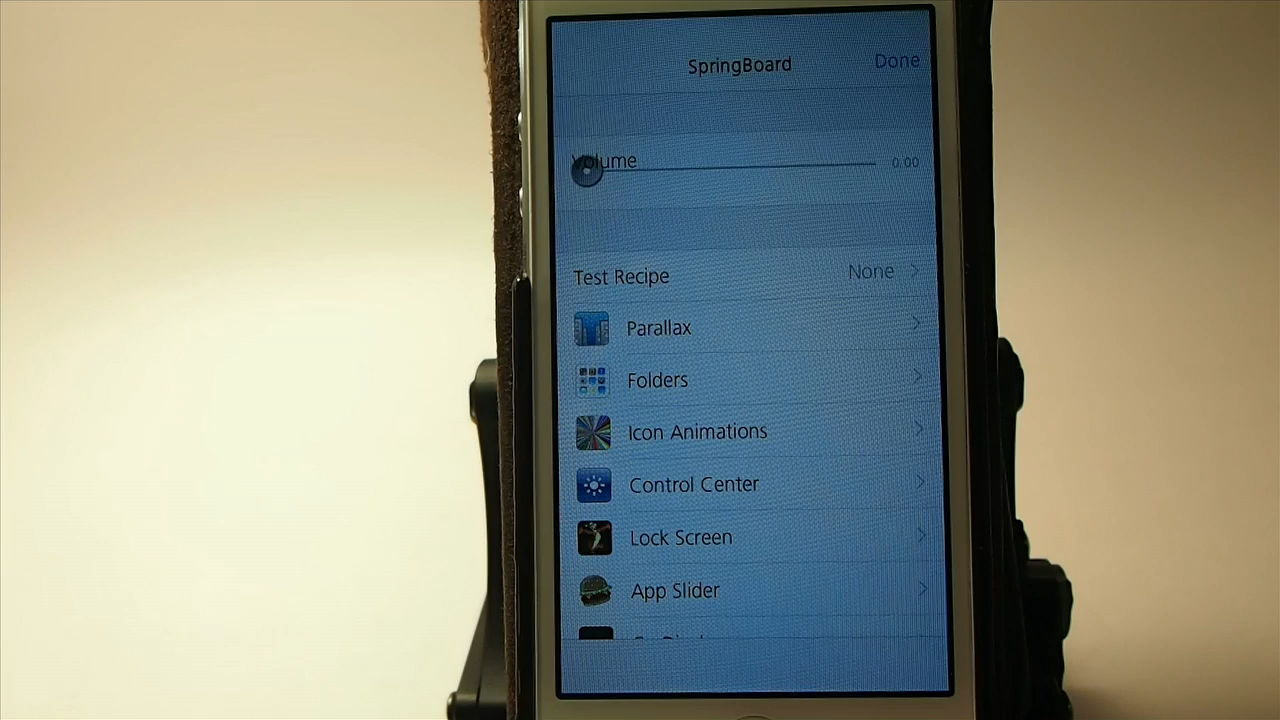 SpringBoard
Done
Volume
0.00
Test Recipe
None
Parallax
Folders
Icon Animations
Control Center
Lock Screen
App Slider